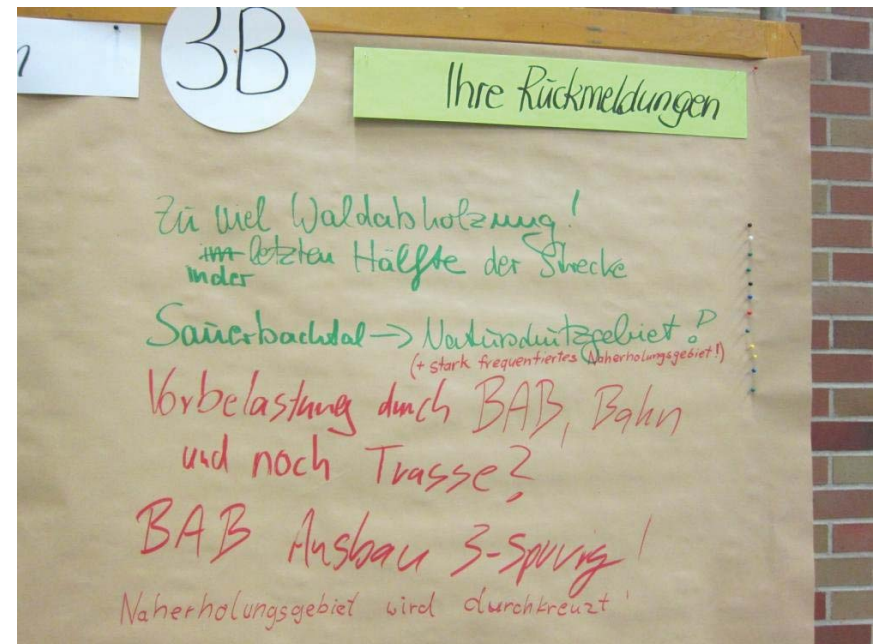 3B
Ihre Rückmeldungen
Zu viel Waldabholzung!
im letzten Hälfte der Strecke
in der
Sauerbachtal → Naturschutzgebiet?
(+ stark frequentiertes Naherholungsgebiet!)
Vorbelastung durch BAB, Bahn
und noch Trasse?
BAB Ausbau 3-Spurig!
Naherholungsgebiet wird durchkreuzt!